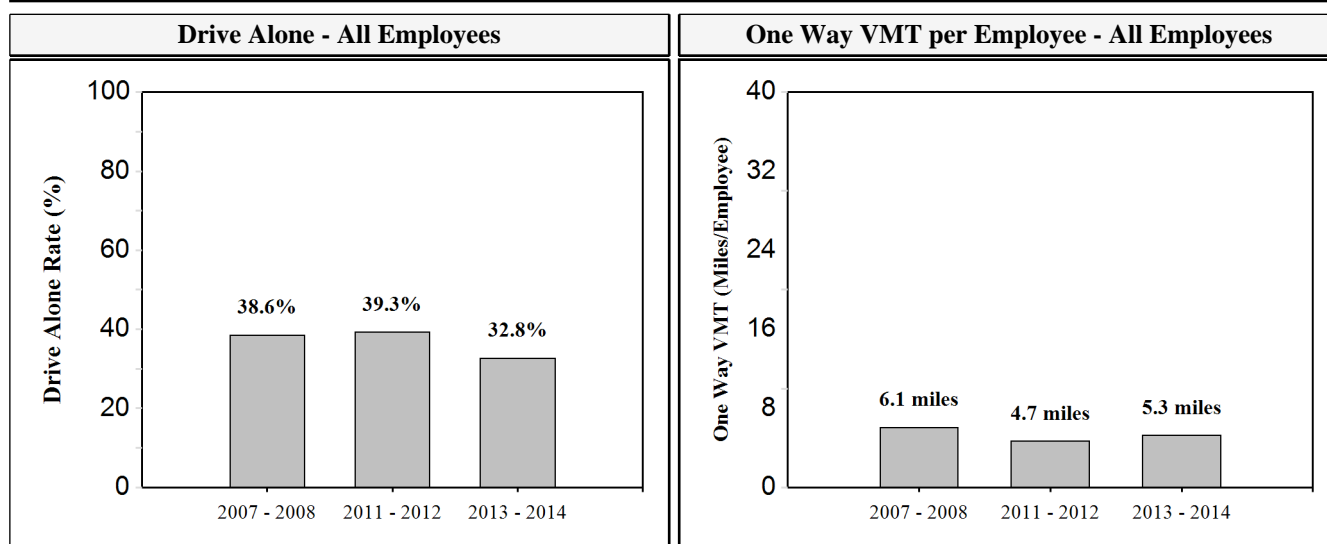 Drive Alone - All Employees
One Way VMT per Employee - All Employees
Drive Alone Rate (%)
100
80
60
40
20
0
38.6%
39.3%
32.8%
2007 - 2008
2011 - 2012
2013 - 2014
One Way VMT (Miles/Employee)
40
32
24
16
8
0
6.1 miles
4.7 miles
5.3 miles
2007 - 2008
2011 - 2012
2013 - 2014